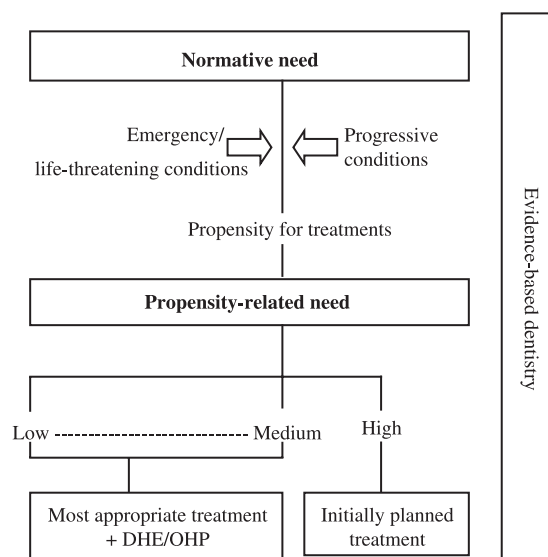 Normative need
Emergency/
life-threatening conditions
Progressive
conditions
Propensity for treatments
Propensity-related need
Low
Medium
High
Most appropriate treatment
+ DHE/OHP
Initially planned
treatment
Evidence-based dentistry